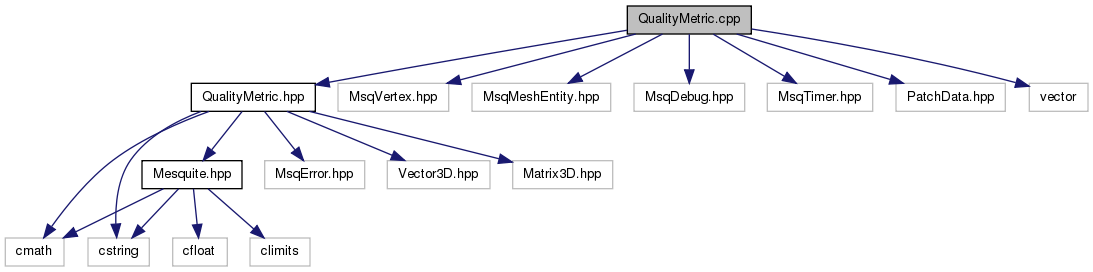 QualityMetric.cpp
QualityMetric.hpp
MsqVertex.hpp
MsqMeshEntity.hpp
MsqDebug.hpp
MsqTimer.hpp
PatchData.hpp
vector
Mesquite.hpp
MsqError.hpp
Vector3D.hpp
Matrix3D.hpp
cmath
cstring
cfloat
climits